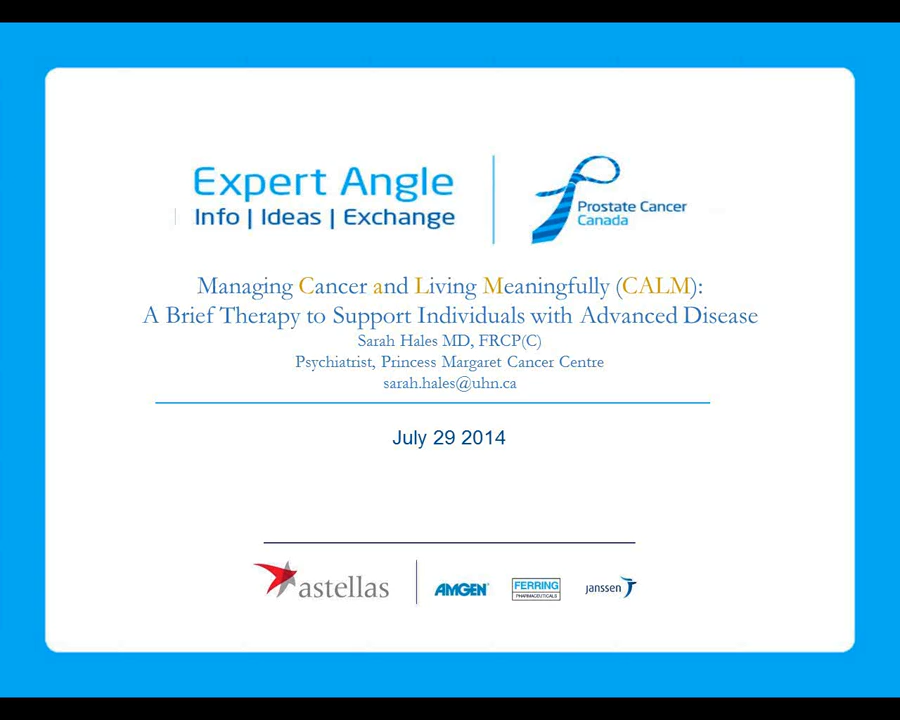 Expert Angle
Info | Ideas | Exchange
Prostate Cancer
Canada
Managing Cancer and Living Meaningfully (CALM):
A Brief Therapy to Support Individuals with Advanced Disease
Sarah Hales MD, FRCP(C)
Psychiatrist, Princess Margaret Cancer Centre
sarah.hales@uhn.ca
July 29 2014
astellas
AMGEN
FERRING
PHARMACEUTICALS
janssen